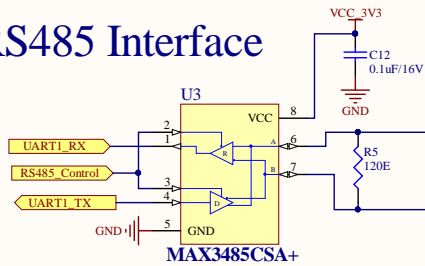 RS485 Interface
VCC_3V3
C12
0.1uF/16V
GND
U3
VCC
8
2
1
UART1_RX
R
A
6
RS485_Control
B
7
R5
120E
3
4
UART1_TX
D
GND
5
GND
MAX3485CSA+